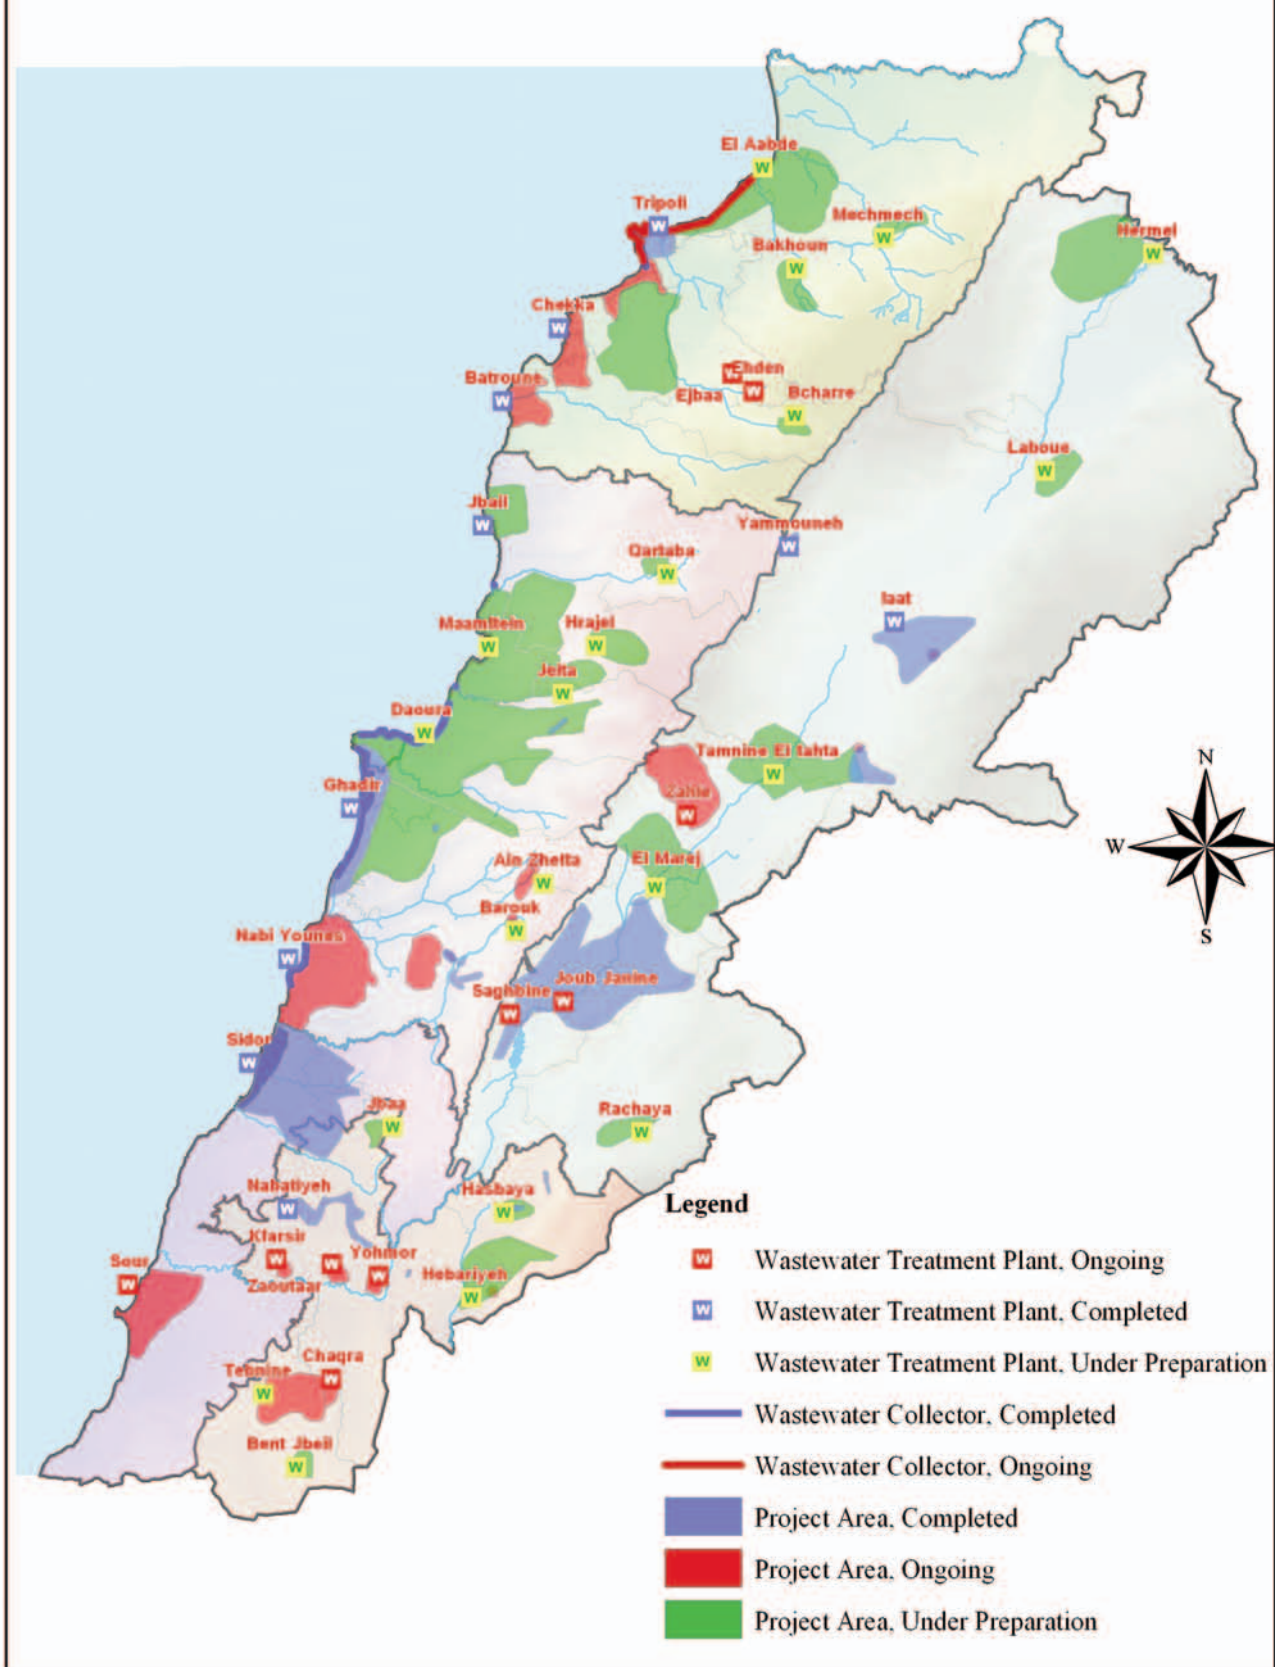 El Aabde
W
Tripoli
W
Mechmech
W
Bakhoun
W
Hermel
W
Chekka
W
Ehden
W
Batroune
W
Ejbaa
W
Bcharre
W
Laboue
W
Jbail
W
Yammouneh
W
Qartaba
W
Iaat
W
Maamltein
W
Hrajel
W
Jeita
W
Daoura
W
Tamnine El tahta
W
Ghadir
W
Zahle
W
Ain Zhelta
W
El Marej
W
Barouk
W
Nabi Younes
W
Saghbine
W
Joub Janine
W
Sidon
W
Jbaa
W
Rachaya
W
Nabatiyeh
W
Hasbaya
W
Kfarsir
W
Zaoutaar
W
Yohmor
W
Sour
W
Hebariyeh
W
Tebnine
W
Chaqra
W
Bent Jbeil
W
N
W
S
Legend
W Wastewater Treatment Plant, Ongoing
W Wastewater Treatment Plant, Completed
W Wastewater Treatment Plant, Under Preparation
Wastewater Collector, Completed
Wastewater Collector, Ongoing
Project Area, Completed
Project Area, Ongoing
Project Area, Under Preparation